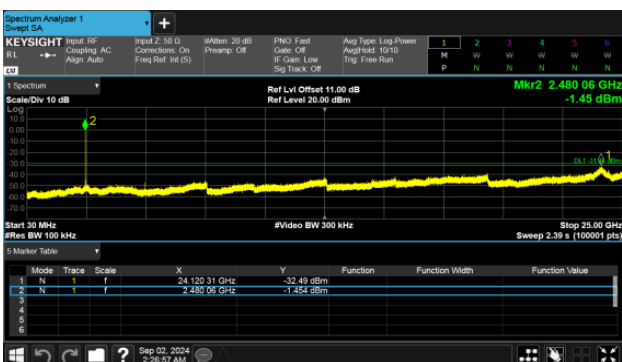 Spectrum Analyzer 1
Swept SA
KEYSIGHT Input: RF Input Z: 50 Ω #Atten: 20 dB PNO: Fast Avg Type: Log-Power 1 2 3 4 5 6
RL Coupling: AC Corrections: On Preamp: Off Gate: Off Avg|Hold: 10/10 M W W W W W
Align: Auto Freq Ref: Int (S) IF Gain: Low Trig: Free Run P N N N N N
Sig Track: Off
LXI
1 Spectrum Ref Lvl Offset 11.00 dB Mkr2 2.480 06 GHz
Scale/Div 10 dB Ref Level 20.00 dBm -1.45 dBm
Log
10.0
2
0.00
-10.0
-20.0
1
-30.0
-40.0
-50.0
-60.0
-70.0
Start 30 MHz #Video BW 300 kHz Stop 25.00 GHz
#Res BW 100 kHz Sweep 2.39 s (100001 pts)
5 Marker Table
Mode Trace Scale X Y Function Function Width Function Value
1 N 1 f 24.120 31 GHz -32.49 dBm
2 N 1 f 2.480 06 GHz -1.454 dBm
3
4
5
6
? Sep 02, 2024
2:26:57 AM